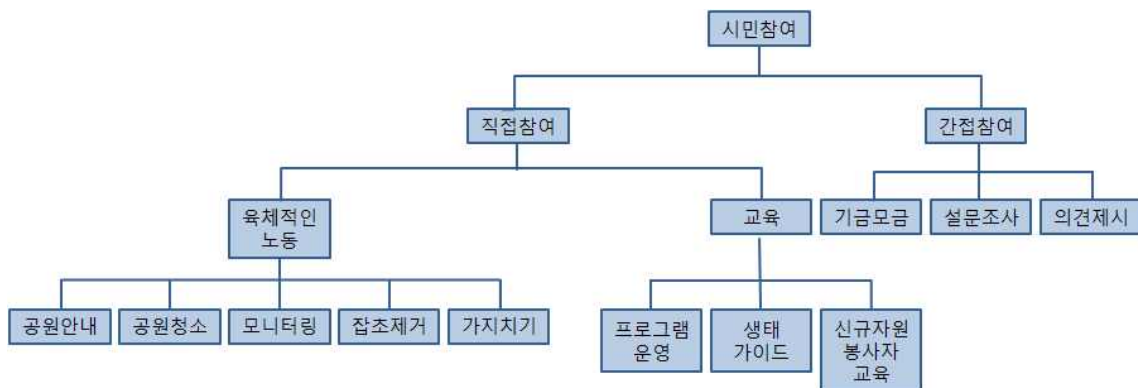 시민참여
직접참여
간접참여
육체적인
노동
교육
기금모금
설문조사
의견제시
공원안내
공원청소
모니터링
잡초제거
가지치기
프로그램
운영
생태
가이드
신규자원
봉사자
교육